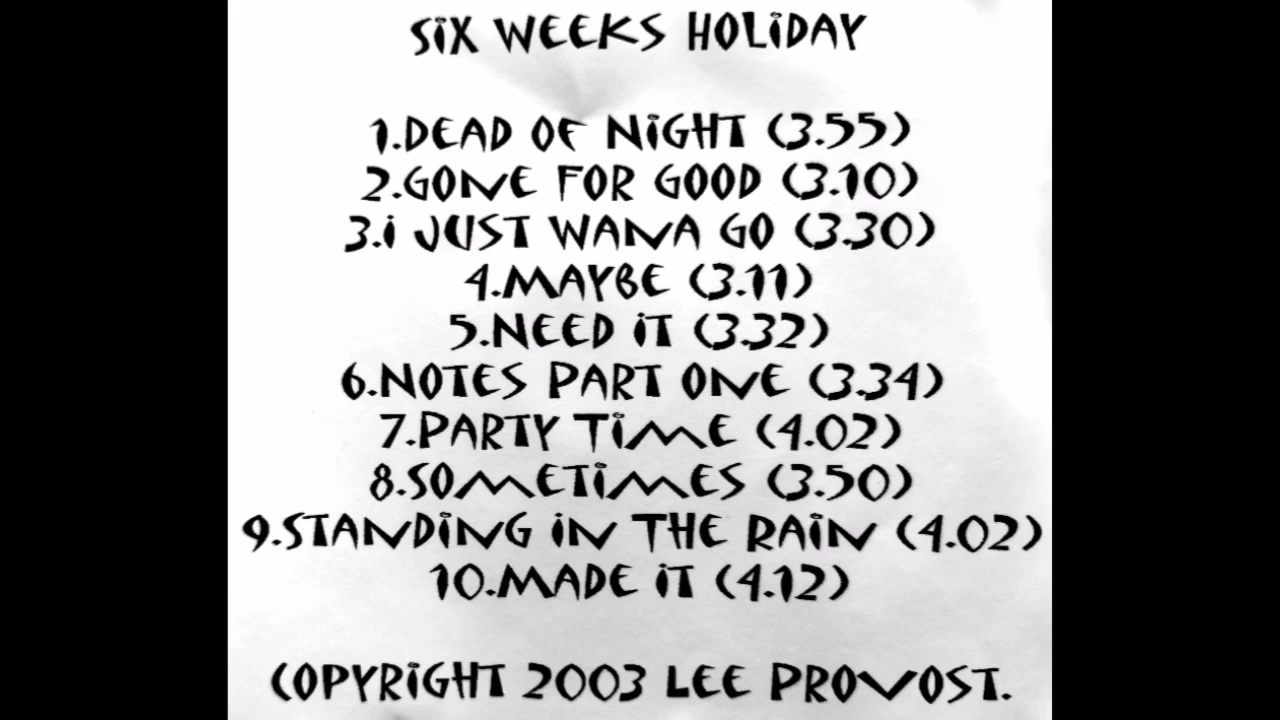 SiX WEEKS HOLiDAY
1.DEAD OF NiGHT (3.55)
2.GONE FOR GOOD (3.10)
3.i JUST WANA GO (3.30)
4.MAYBE (3.11)
5.NEED iT (3.32)
6.NOTES PART ONE (3.34)
7.PARTY TiME (4.02)
8.SOMETiMES (3.50)
9.STANDiNG iN THE RAiN (4.02)
10.MADE iT (4.12)
COPYRiGHT 2003 LEE PROVOST.